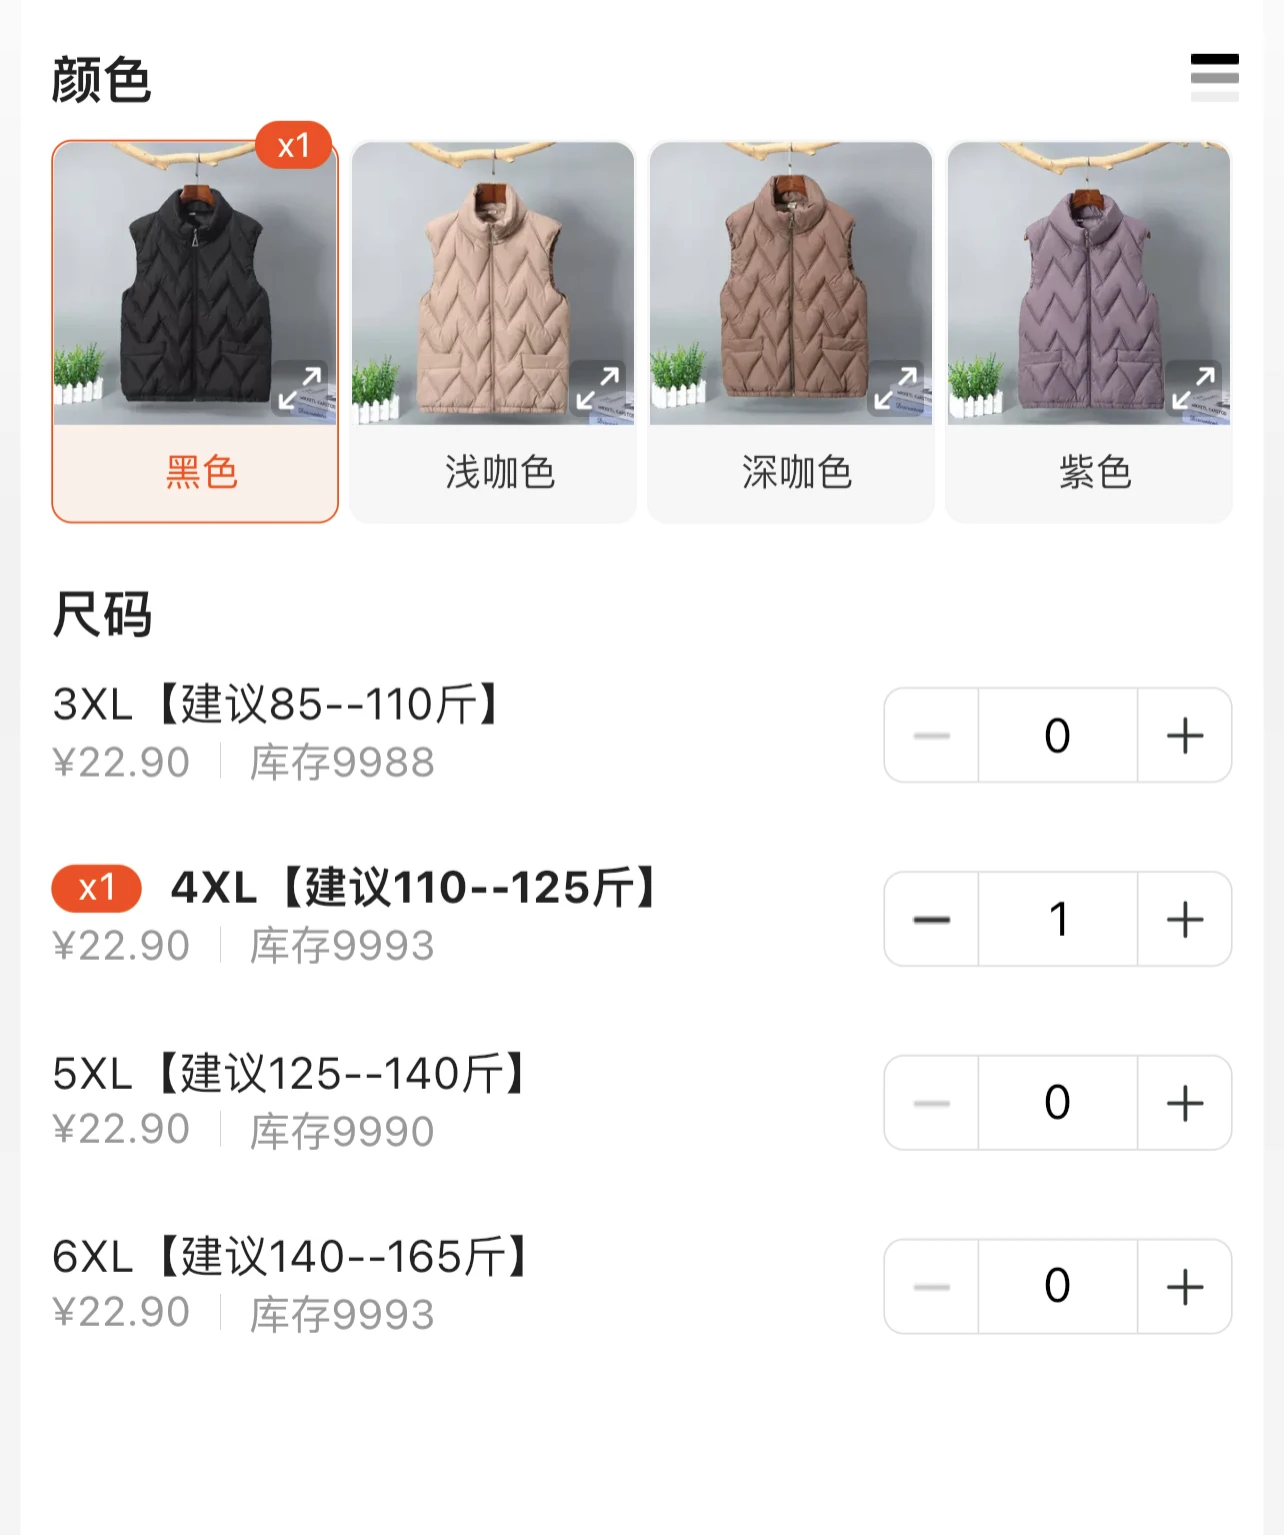 颜色
x1
黑色
浅咖色
深咖色
紫色
尺码
3XL【建议85--110斤】
¥22.90 库存9988
0
x1 4XL【建议110--125斤】
¥22.90 库存9993
1
5XL【建议125--140斤】
¥22.90 库存9990
0
6XL【建议140--165斤】
¥22.90 库存9993
0